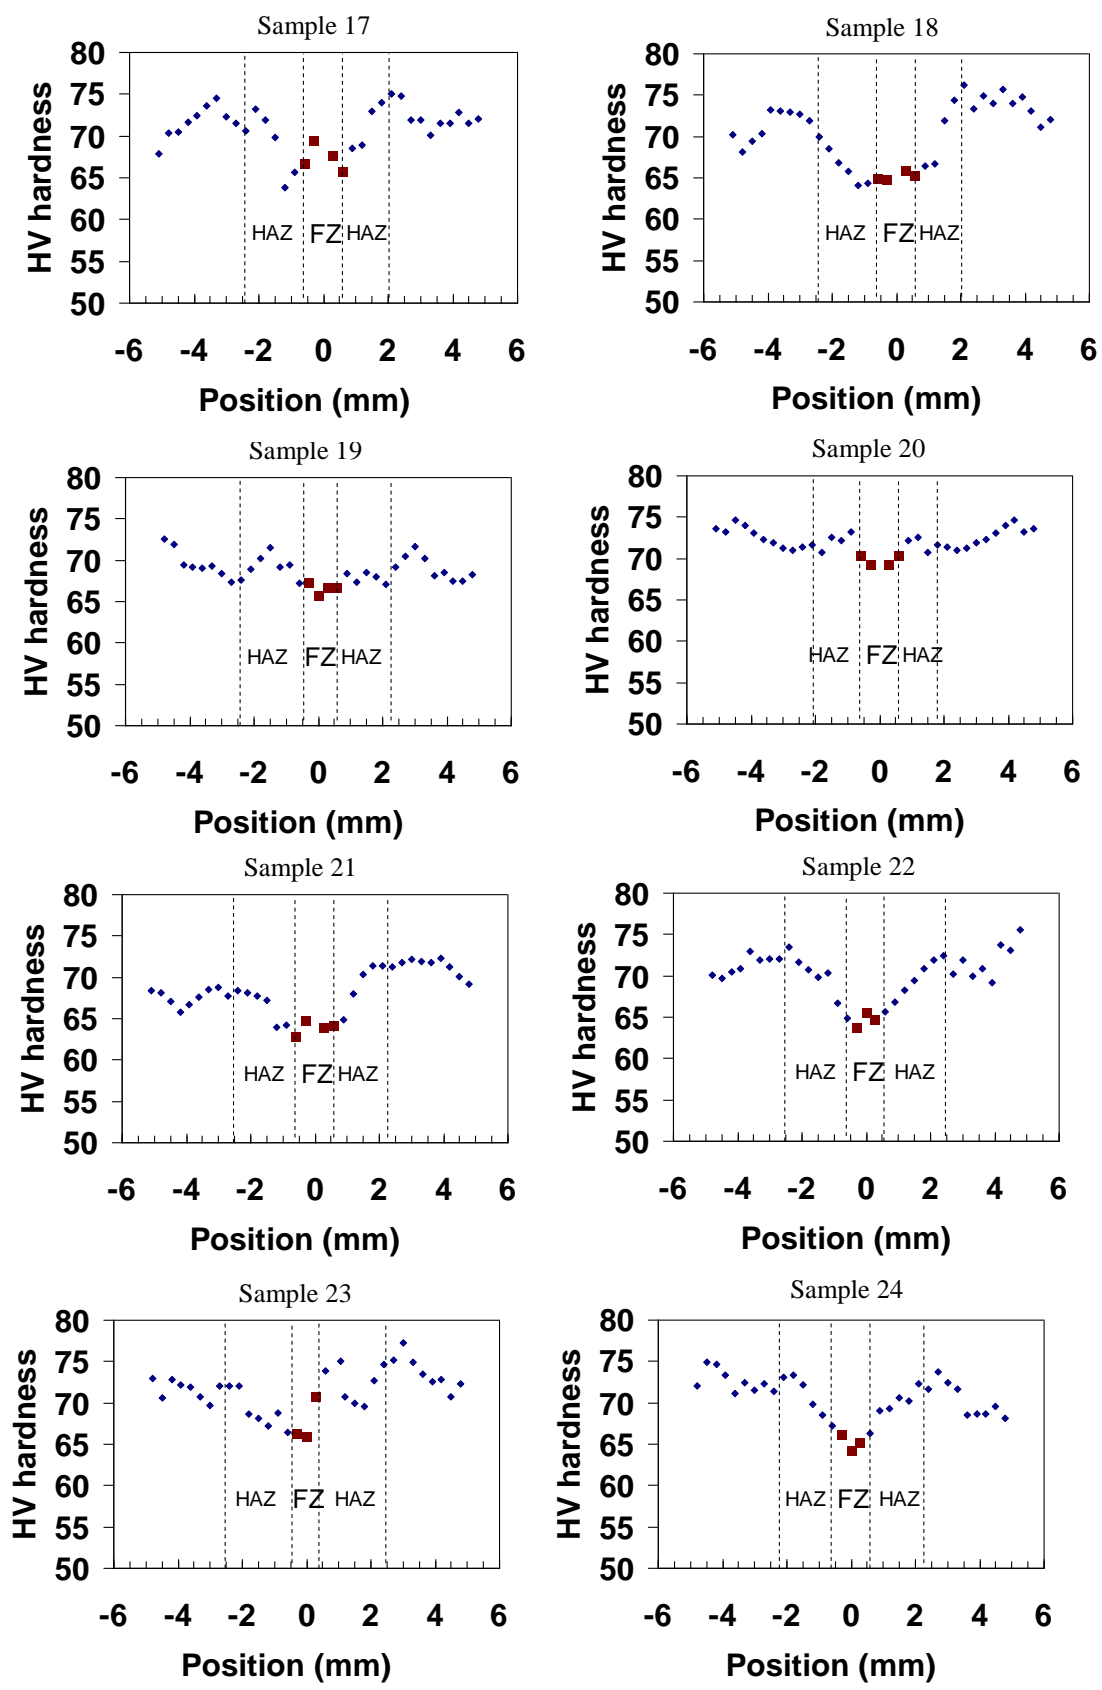 Sample 17
80
75
70
65
60
55
50
HV hardness
HAZ FZ HAZ
-6 -4 -2 0 2 4 6
Position (mm)
Sample 18
80
75
70
65
60
55
50
HV hardness
HAZ FZ HAZ
-6 -4 -2 0 2 4 6
Position (mm)
Sample 19
80
75
70
65
60
55
50
HV hardness
HAZ FZ HAZ
-6 -4 -2 0 2 4 6
Position (mm)
Sample 20
80
75
70
65
60
55
50
HV hardness
HAZ FZ HAZ
-6 -4 -2 0 2 4 6
Position (mm)
Sample 21
80
75
70
65
60
55
50
HV hardness
HAZ FZ HAZ
-6 -4 -2 0 2 4 6
Position (mm)
Sample 22
80
75
70
65
60
55
50
HV hardness
HAZ FZ HAZ
-6 -4 -2 0 2 4 6
Position (mm)
Sample 23
80
75
70
65
60
55
50
HV hardness
HAZ FZ HAZ
-6 -4 -2 0 2 4 6
Position (mm)
Sample 24
80
75
70
65
60
55
50
HV hardness
HAZ FZ HAZ
-6 -4 -2 0 2 4 6
Position (mm)